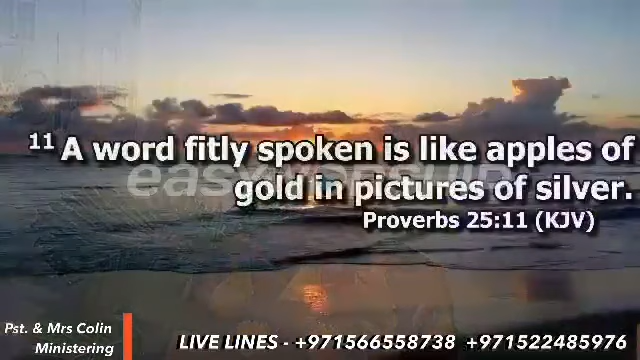 11 A word fitly spoken is like apples of
gold in pictures of silver.
Proverbs 25:11 (KJV)
Pst. & Mrs Colin
Ministering
LIVE LINES - +971566558738 +971522485976